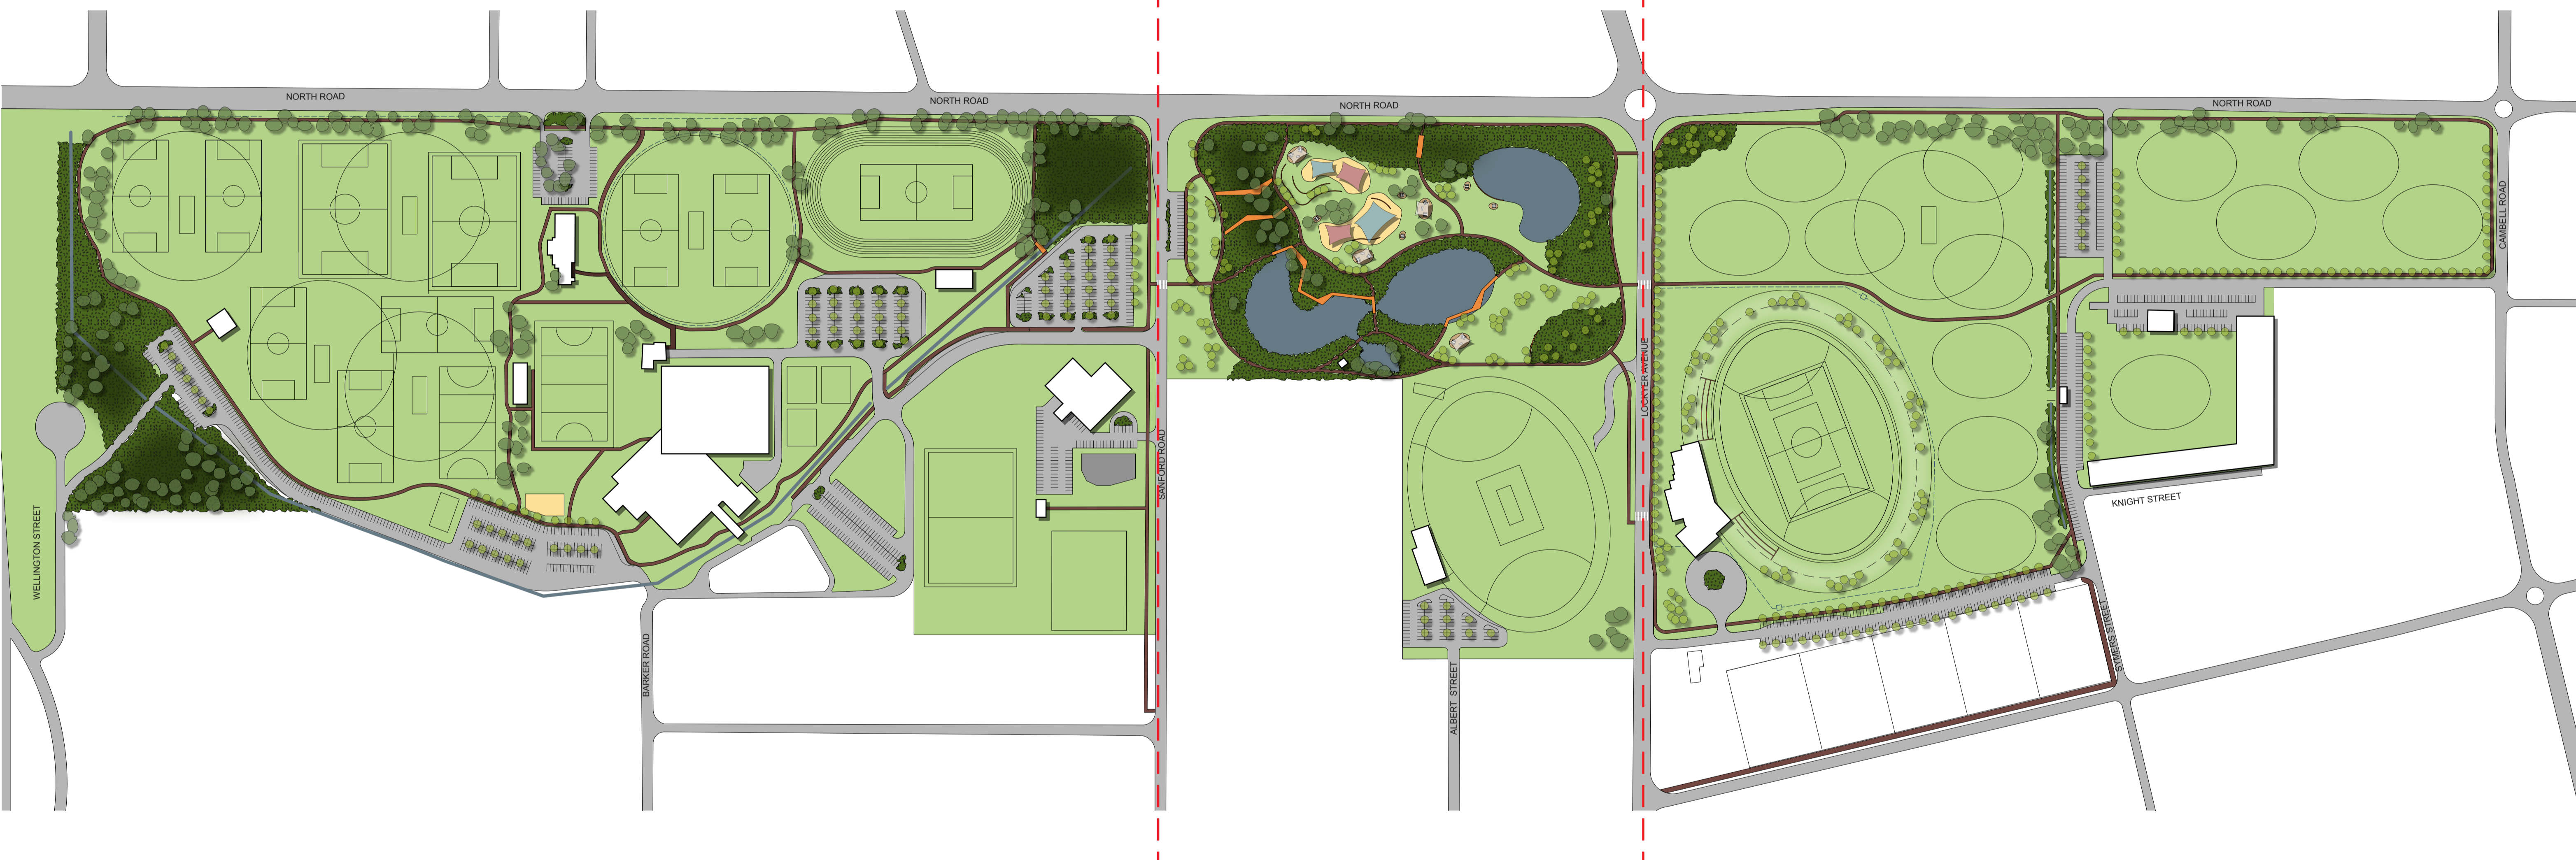 NORTH ROAD
NORTH ROAD
NORTH ROAD
NORTH ROAD
CAMBELL ROAD
LOCKYER AVENUE
SANFORD ROAD
KNIGHT STREET
WELLINGTON STREET
SYMERS STREET
BARKER ROAD
ALBERT STREET